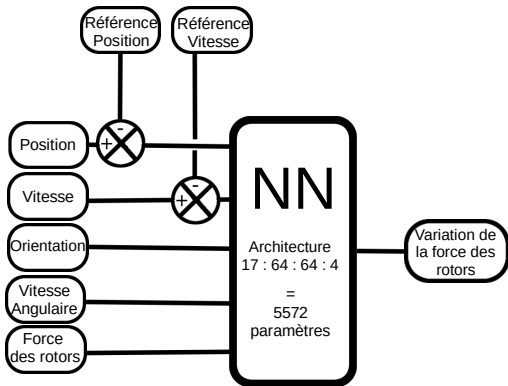 Référence
Position
Référence
Vitesse
Position
+
-
Vitesse
+
-
Orientation
Vitesse
Angulaire
Force
des rotors
NN
Architecture
17 : 64 : 64 : 4
=
5572
paramètres
Variation de
la force des
rotors